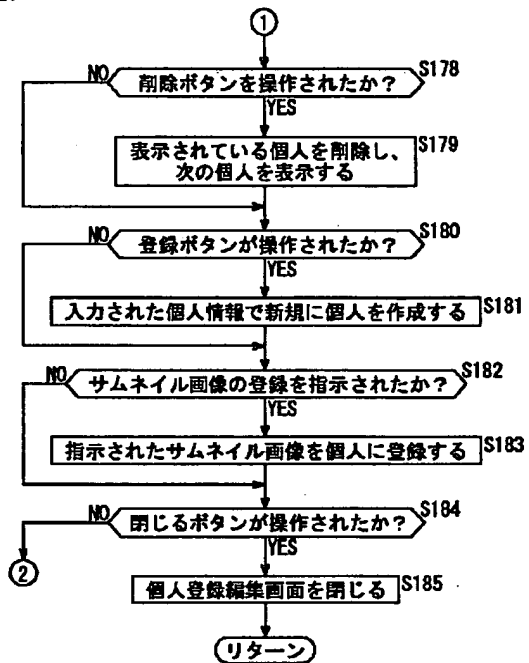 ①
NO
削除ボタンを操作されたか？
S178
YES
表示されている個人を削除し、
次の個人を表示する
S179
NO
登録ボタンが操作されたか？
S180
YES
入力された個人情報で新規に個人を作成する
S181
NO
サムネイル画像の登録を指示されたか？
S182
YES
指示されたサムネイル画像を個人に登録する
S183
NO
閉じるボタンが操作されたか？
S184
YES
②
個人登録編集画面を閉じる
S185
リターン